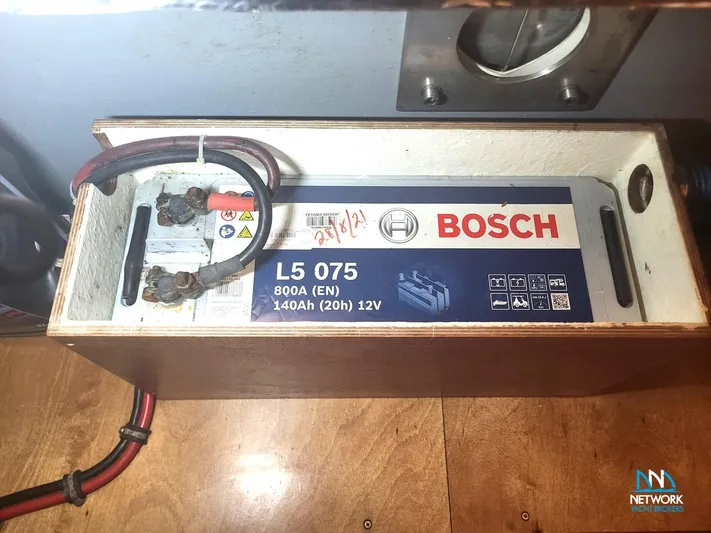 BOSCH
28/8/21
L5 075
800A (EN)
140Ah (20h) 12V
NETWORK
YACHT BROKERS